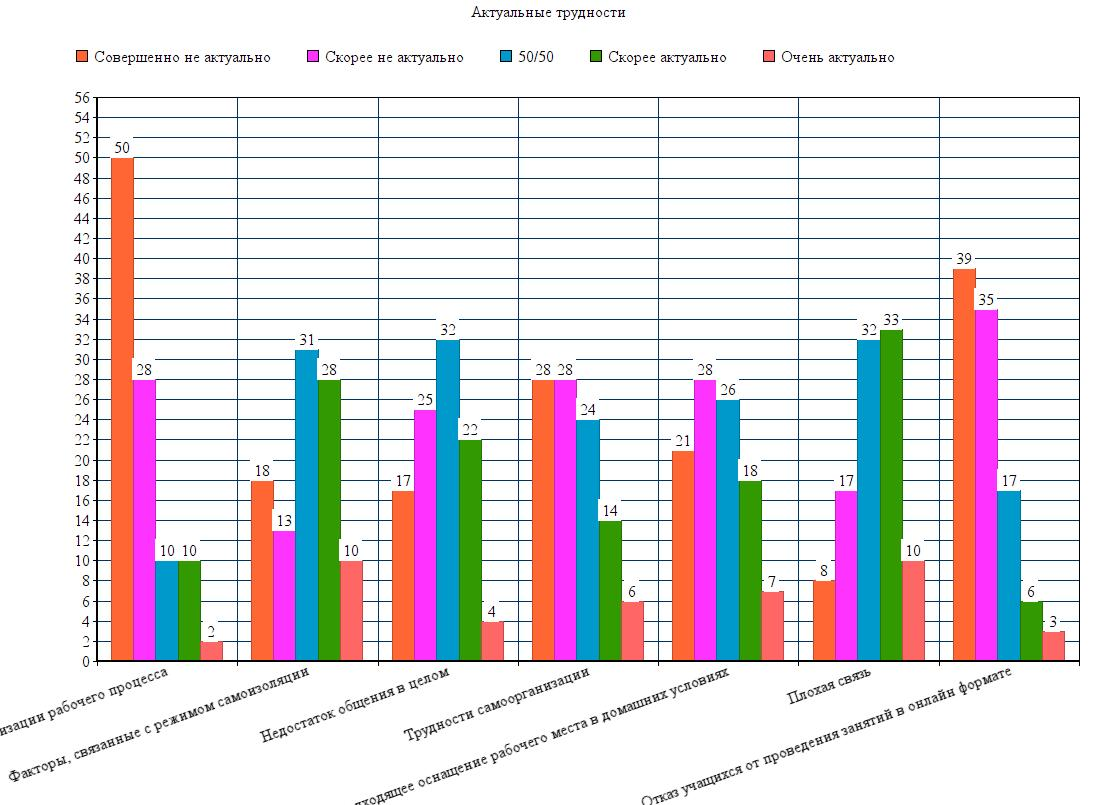 Актуальные трудности
Совершенно не актуально Скорее не актуально 50/50 Скорее актуально Очень актуально
56
54
52
50
48
46
44
42
40
38
36
34
32
30
28
26
24
22
20
18
16
14
12
10
8
6
4
2
0
50 28 10 10 2
18 13 31 28 10
17 25 32 22 4
28 28 24 14 6
21 28 26 18 7
8 17 32 33 10
39 35 17 6 3
изации рабочего процесса
Факторы, связанные с режимом самоизоляции
Недостаток общения в целом
Трудности самоорганизации
дходящее оснащение рабочего места в домашних условиях
Плохая связь
Отказ учащихся от проведения занятий в онлайн формате